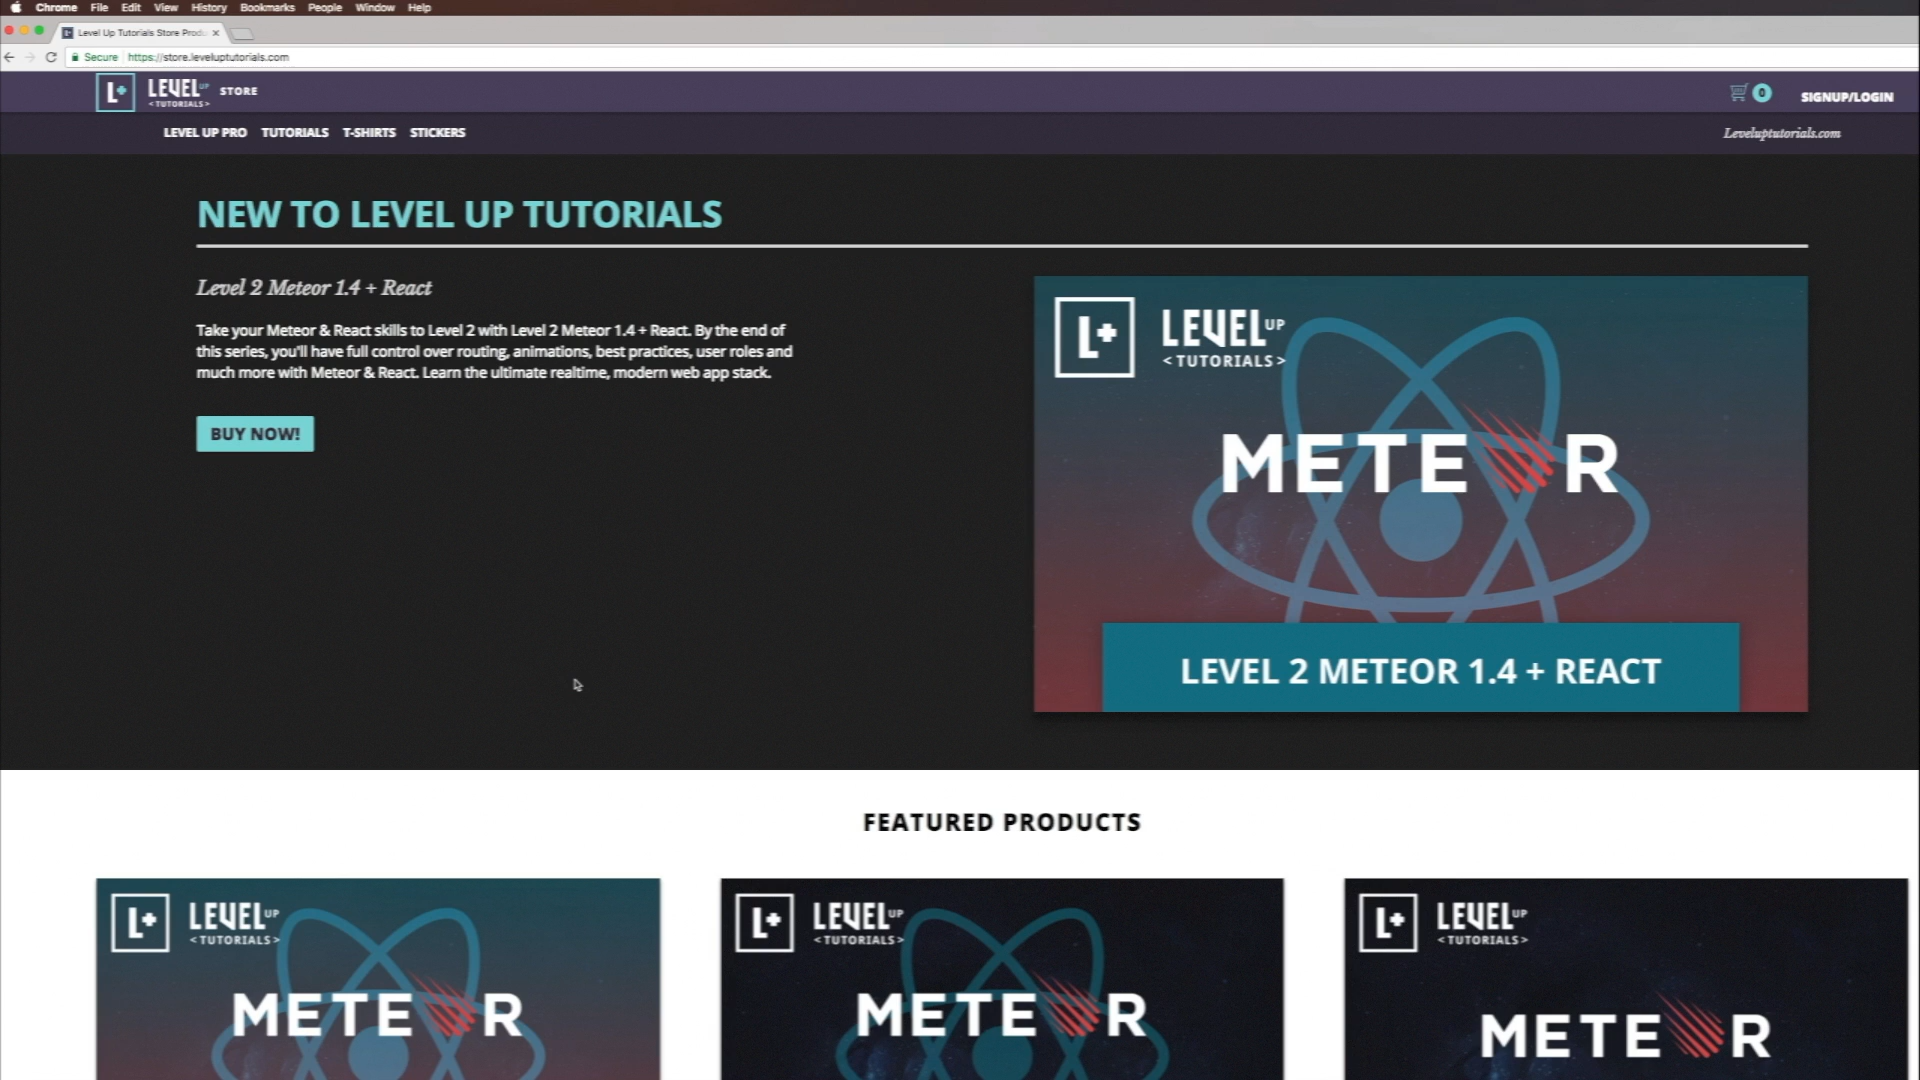 Chrome File Edit View History Bookmarks People Window Help
Level Up Tutorials Store Produ
Secure https://store.leveluptutorials.com
L+ LEVEL UP <TUTORIALS> STORE
0 SIGNUP/LOGIN
LEVEL UP PRO TUTORIALS T-SHIRTS STICKERS
Leveluptutorials.com
NEW TO LEVEL UP TUTORIALS
Level 2 Meteor 1.4 + React
Take your Meteor & React skills to Level 2 with Level 2 Meteor 1.4 + React. By the end of
this series, you'll have full control over routing, animations, best practices, user roles and
much more with Meteor & React. Learn the ultimate realtime, modern web app stack.
BUY NOW!
L+ LEVEL UP
<TUTORIALS>
METEOR
LEVEL 2 METEOR 1.4 + REACT
FEATURED PRODUCTS
L+ LEVEL UP
<TUTORIALS>
METEOR
L+ LEVEL UP
<TUTORIALS>
METEOR
L+ LEVEL UP
<TUTORIALS>
METEOR